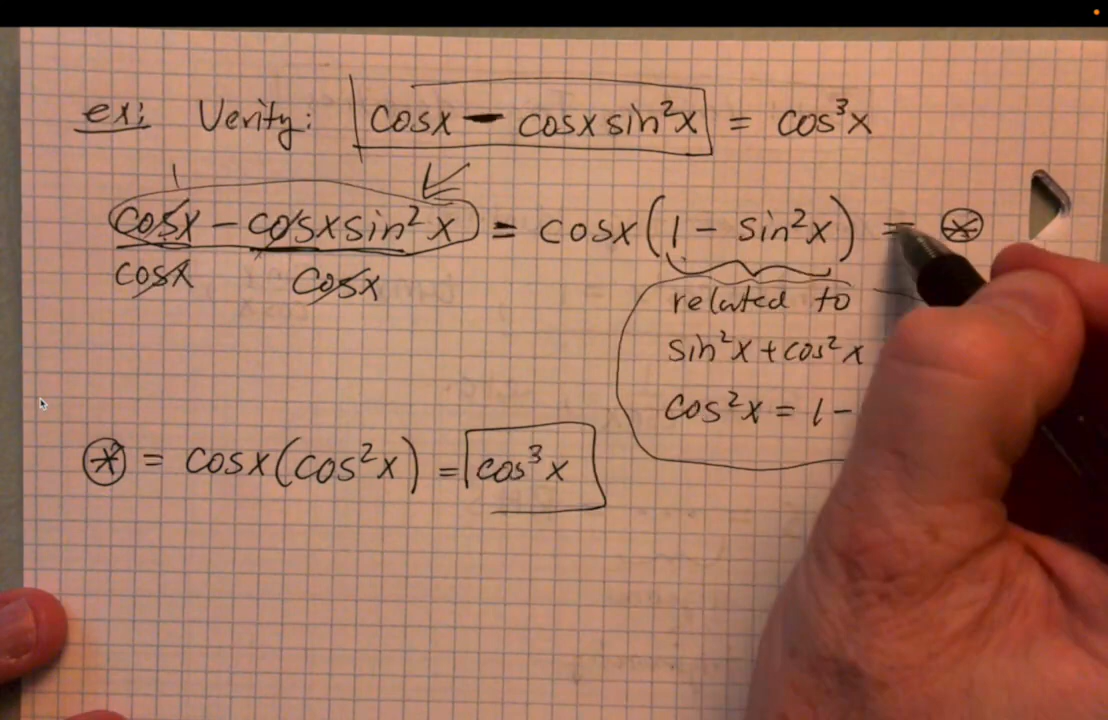 ex: Verify: cosx - cosx sin²x = cos³x
cosx - cosx sin²x = cosx(1 - sin²x) = ⊛
cosx cosx
related to
sin²x + cos²x
cos²x = 1 -
⊛ = cosx(cos²x) = cos³x